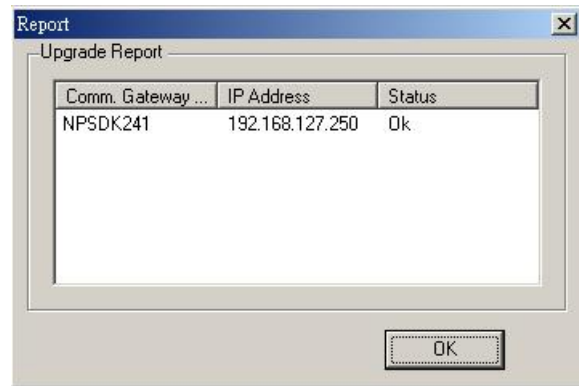 Report
Upgrade Report
Comm. Gateway ... IP Address Status
NPSDK241 192.168.127.250 Ok
OK